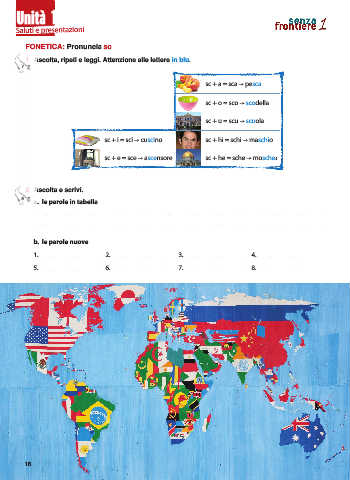 Unità 1
Saluti e presentazioni
senza frontiere 1
FONETICA: Pronuncia sc
Ascolta, ripeti e leggi. Attenzione alle lettere in blu.
sc + a = sca → pesca
sc + o = sco → scodella
sc + u = scu → scuola
sc + i = sci → cuscino
sc + hi = schi → maschio
sc + e = sce → ascensore
sc + he = sche → moschea
Ascolta e scrivi.
a. le parole in tabella
b. le parole nuove
1. 2. 3. 4.
5. 6. 7. 8.
16